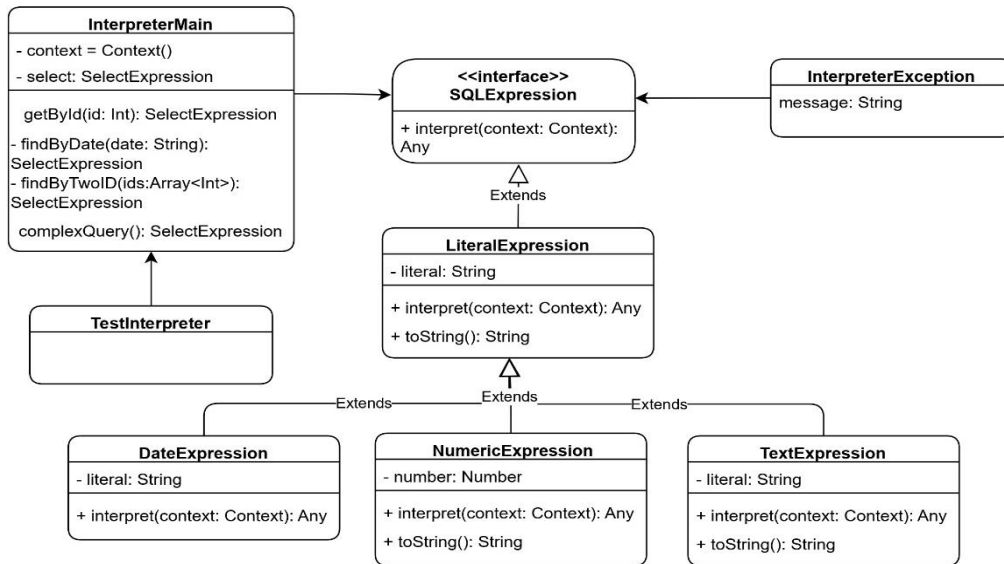 InterpreterMain
- context = Context()
- select: SelectExpression
getById(id: Int): SelectExpression
- findByDate(date: String):
SelectExpression
- findByTwoID(ids:Array<Int>):
SelectExpression
complexQuery(): SelectExpression
<<interface>>
SQLExpression
+ interpret(context: Context):
Any
InterpreterException
message: String
Extends
LiteralExpression
- literal: String
+ interpret(context: Context): Any
+ toString(): String
TestInterpreter
Extends
Extends
Extends
DateExpression
- literal: String
+ interpret(context: Context): Any
NumericExpression
- number: Number
+ interpret(context: Context): Any
+ toString(): String
TextExpression
- literal: String
+ interpret(context: Context): Any
+ toString(): String